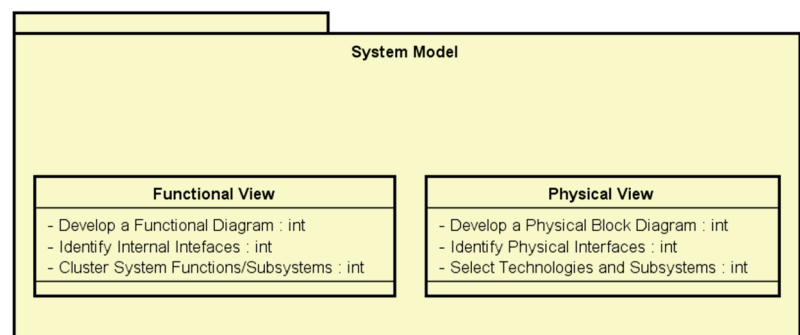 System Model
Functional View
- Develop a Functional Diagram : int
- Identify Internal Intefaces : int
- Cluster System Functions/Subsystems : int
Physical View
- Develop a Physical Block Diagram : int
- Identify Physical Interfaces : int
- Select Technologies and Subsystems : int